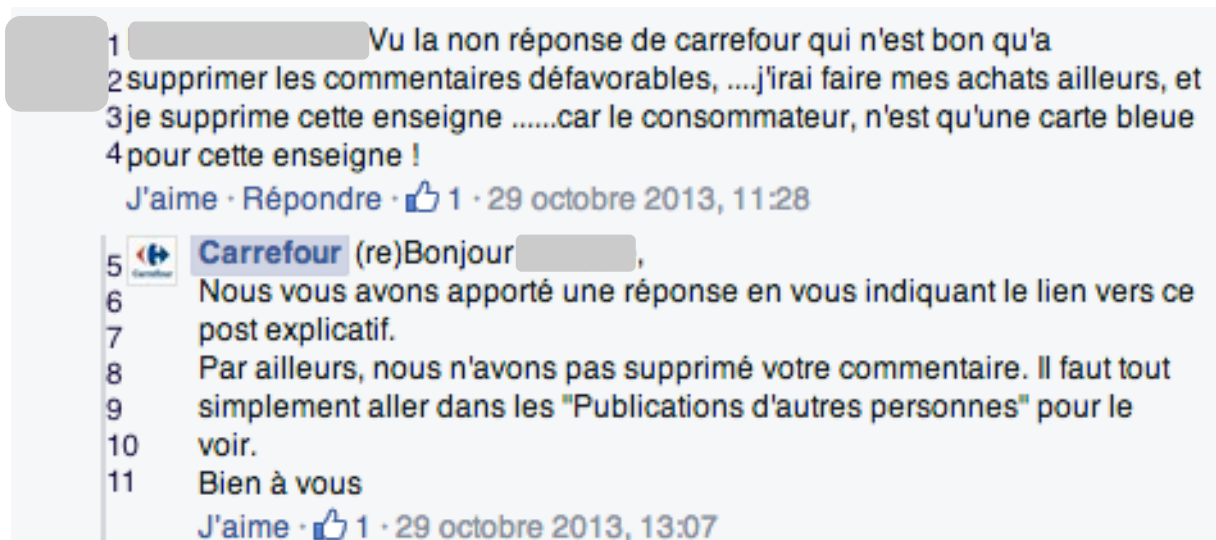 1 Vu la non réponse de carrefour qui n'est bon qu'a
2 supprimer les commentaires défavorables, ....j'irai faire mes achats ailleurs, et
3 je supprime cette enseigne ......car le consommateur, n'est qu'une carte bleue
4 pour cette enseigne !
J'aime · Répondre · 1 · 29 octobre 2013, 11:28
5 Carrefour Carrefour (re)Bonjour ,
6 Nous vous avons apporté une réponse en vous indiquant le lien vers ce
7 post explicatif.
8 Par ailleurs, nous n'avons pas supprimé votre commentaire. Il faut tout
9 simplement aller dans les "Publications d'autres personnes" pour le
10 voir.
11 Bien à vous
J'aime · 1 · 29 octobre 2013, 13:07